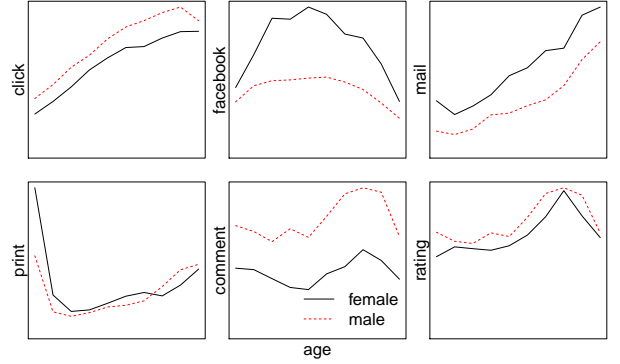 click
facebook
mail
print
comment
rating
female
male
age